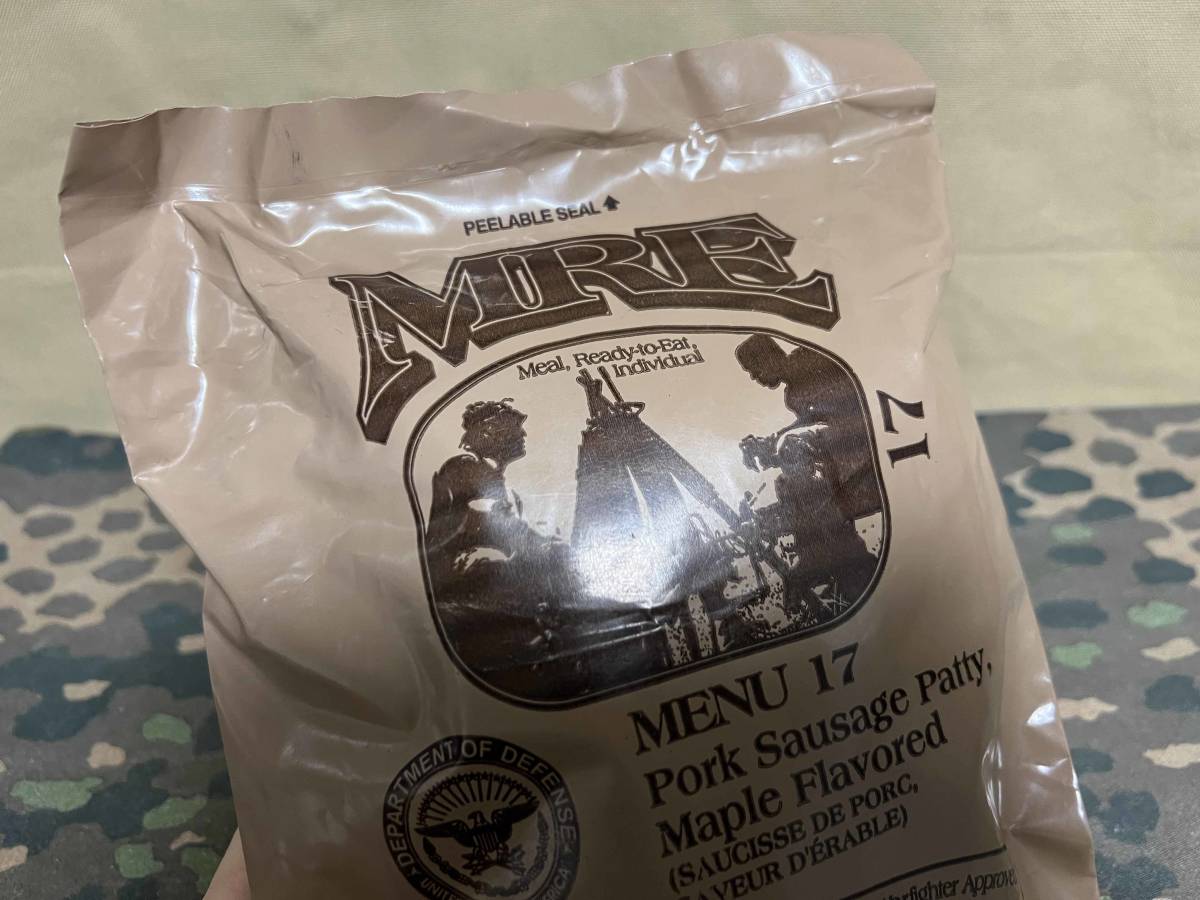 PEELABLE SEAL
MRE
Meal, Ready-to-Eat,
Individual
17
MENU 17
Pork Sausage Patty,
Maple Flavored
(SAUCISSE DE PORC,
D'ÉRABLE)
DEPARTMENT OF DEFENSE